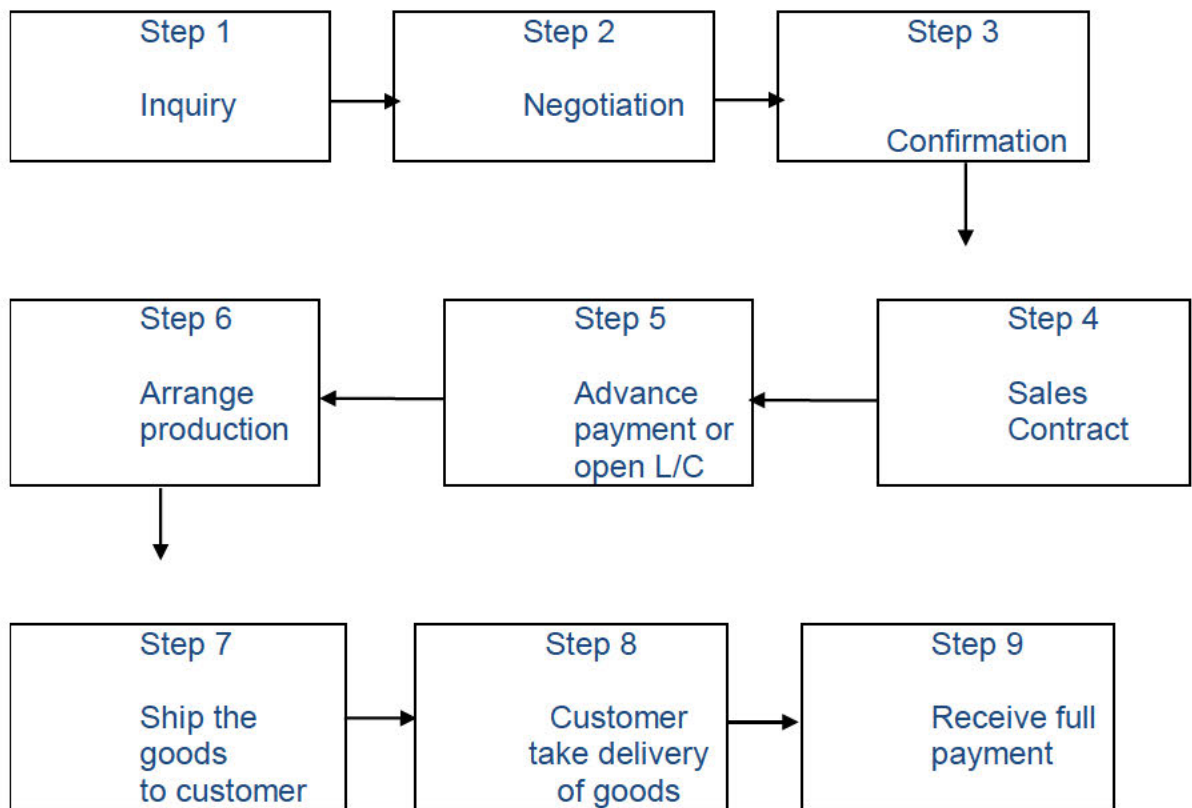 Step 1
Inquiry
Step 2
Negotiation
Step 3
Confirmation
Step 4
Sales
Contract
Step 5
Advance
payment or
open L/C
Step 6
Arrange
production
Step 7
Ship the
goods
to customer
Step 8
Customer
take delivery
of goods
Step 9
Receive full
payment